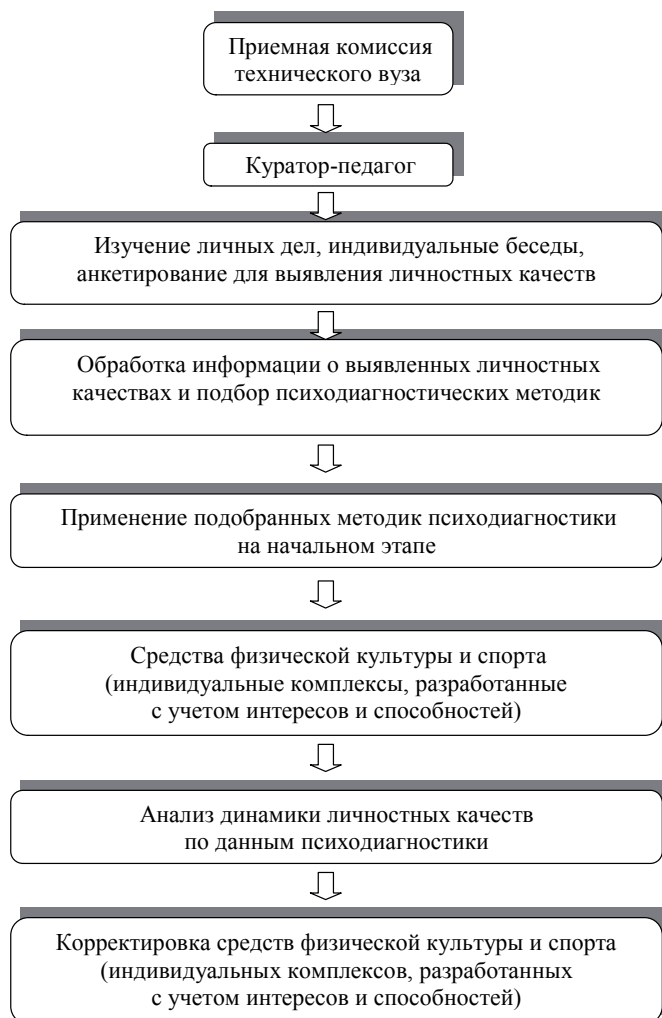 Приемная комиссия
технического вуза
Куратор-педагог
Изучение личных дел, индивидуальные беседы,
анкетирование для выявления личностных качеств
Обработка информации о выявленных личностных
качествах и подбор психодиагностических методик
Применение подобранных методик психодиагностики
на начальном этапе
Средства физической культуры и спорта
(индивидуальные комплексы, разработанные
с учетом интересов и способностей)
Анализ динамики личностных качеств
по данным психодиагностики
Корректировка средств физической культуры и спорта
(индивидуальных комплексов, разработанных
с учетом интересов и способностей)